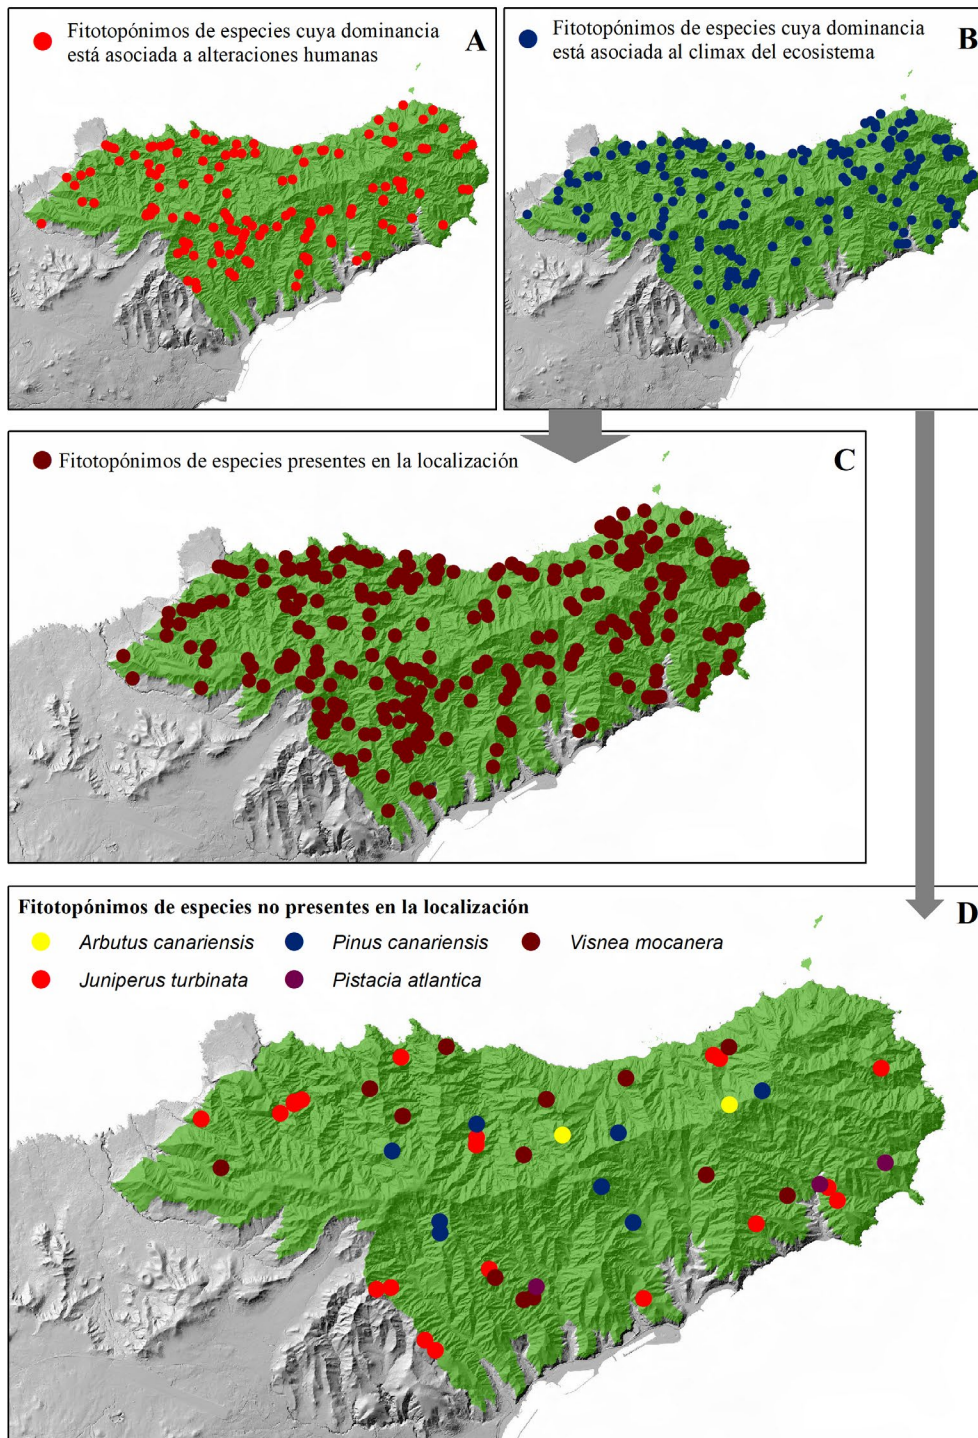 Fitotopónimos de especies cuya dominancia
está asociada a alteraciones humanas
A
Fitotopónimos de especies cuya dominancia
está asociada al climax del ecosistema
B
Fitotopónimos de especies presentes en la localización
C
Fitotopónimos de especies no presentes en la localización
D
Arbutus canariensis
Pinus canariensis
Visnea mocanera
Juniperus turbinata
Pistacia atlantica